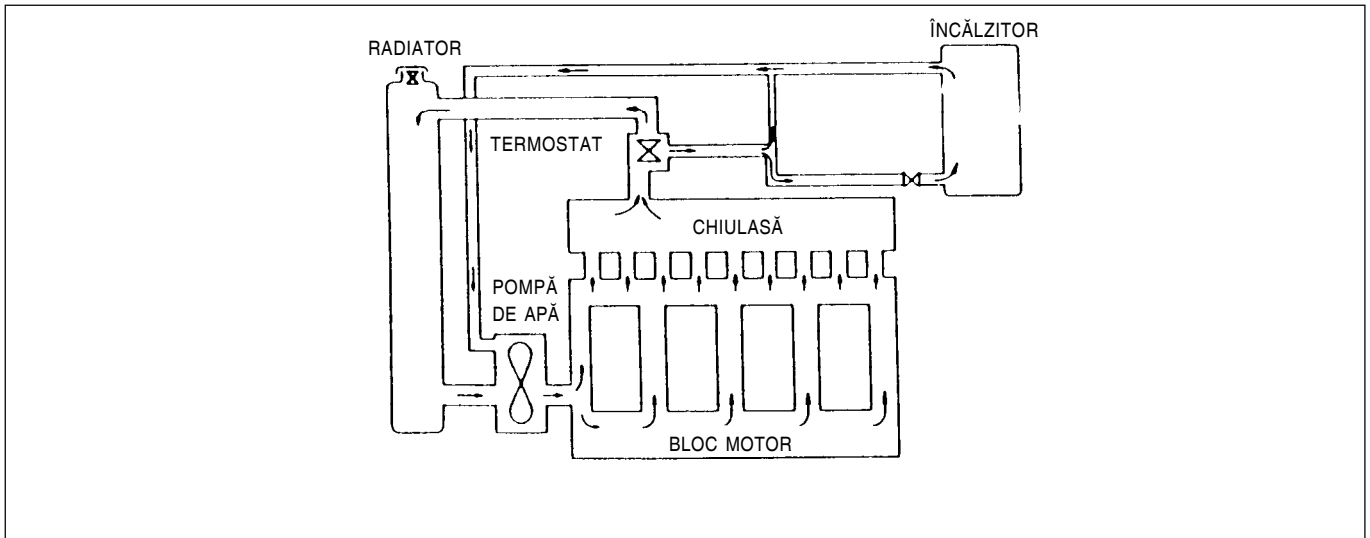 ÎNCĂLZITOR
RADIATOR
TERMOSTAT
CHIULASĂ
POMPĂ
DE APĂ
BLOC MOTOR